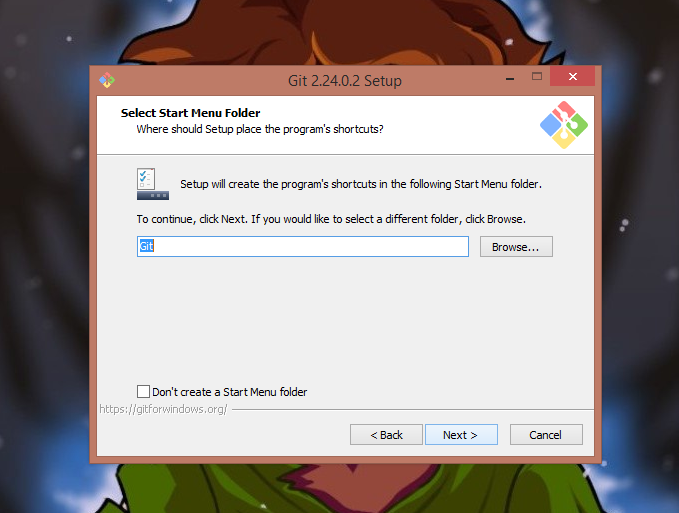 Git 2.24.0.2 Setup
Select Start Menu Folder
Where should Setup place the program's shortcuts?
Setup will create the program's shortcuts in the following Start Menu folder.
To continue, click Next. If you would like to select a different folder, click Browse.
Git
Browse...
Don't create a Start Menu folder
https://gitforwindows.org/
< Back
Next >
Cancel